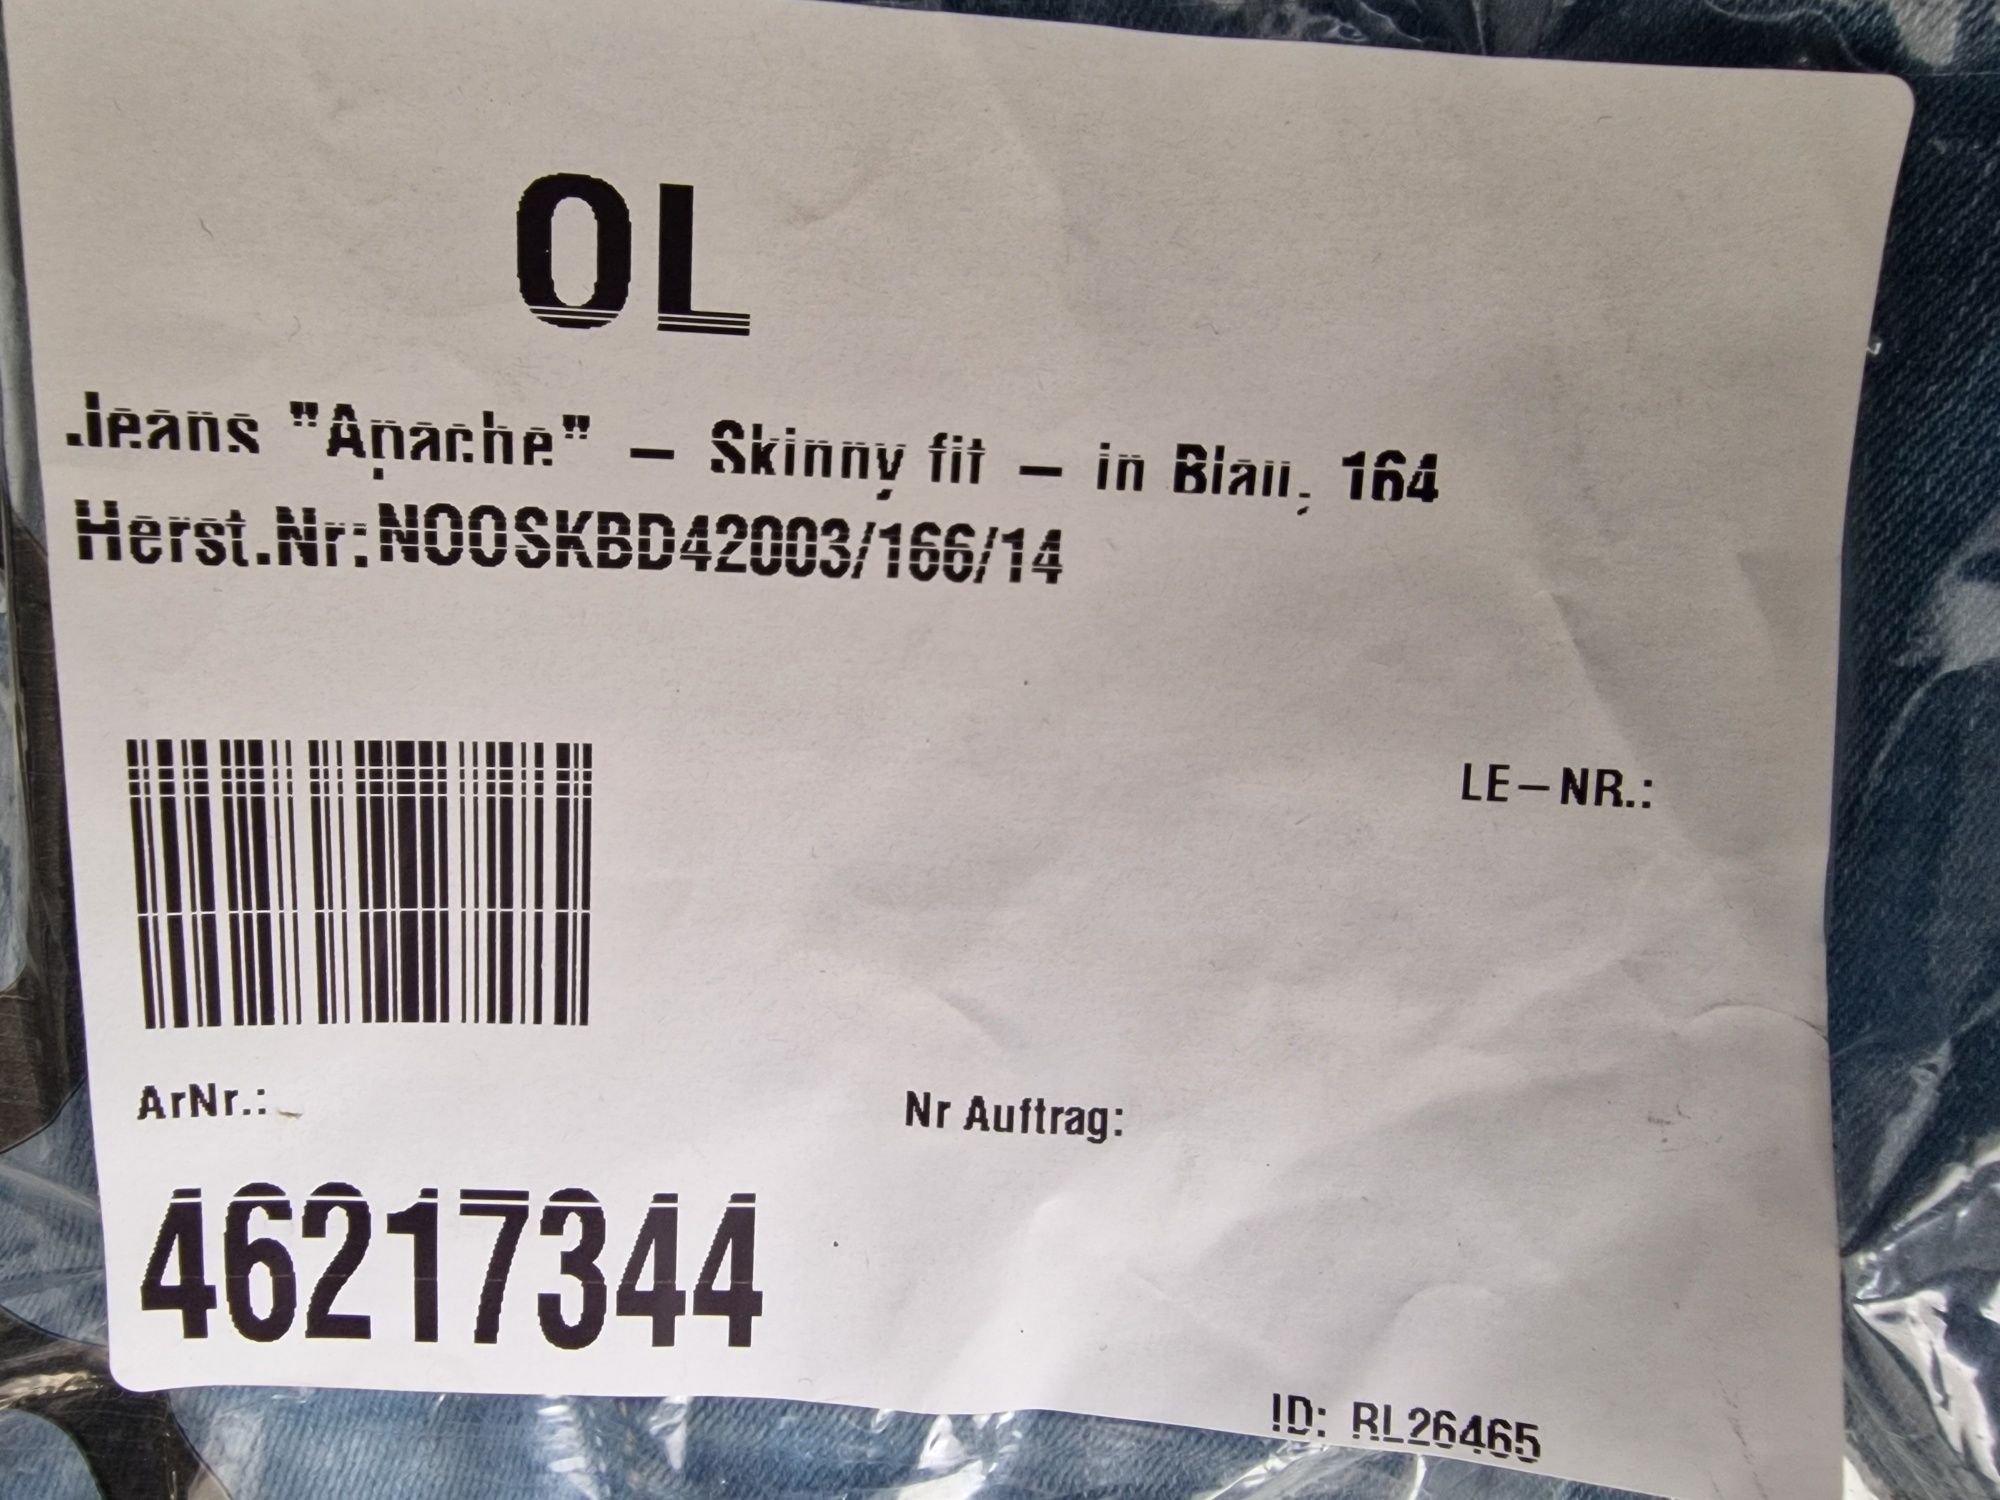 OL
Jeans "Apache" – Skinny fit – in Blau, 164
Herst.Nr:NOOSKBD42003/166/14
LE–NR.:
ArNr.:
Nr Auftrag:
46217344
ID: RL26465